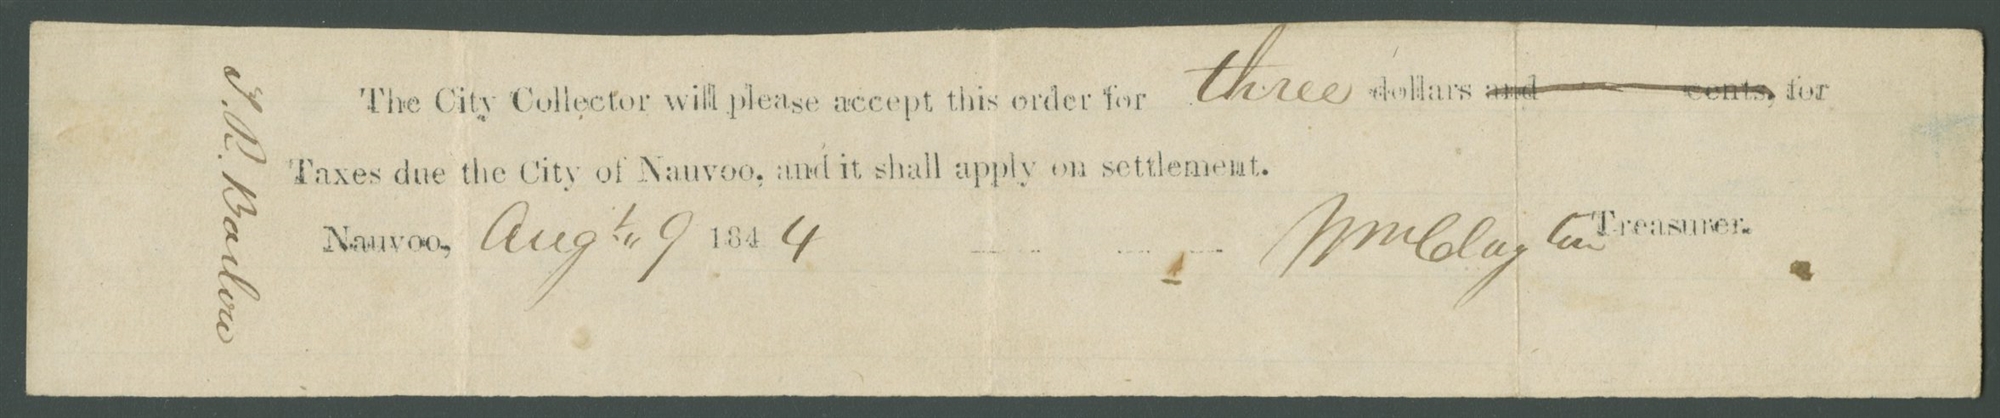 The City Collector will please accept this order for three dollars and cents, for
Taxes due the City of Nauvoo, and it shall apply on settlement.
Nauvoo, Augt 9 1844 Wm Clayton Treasurer.
Barlow